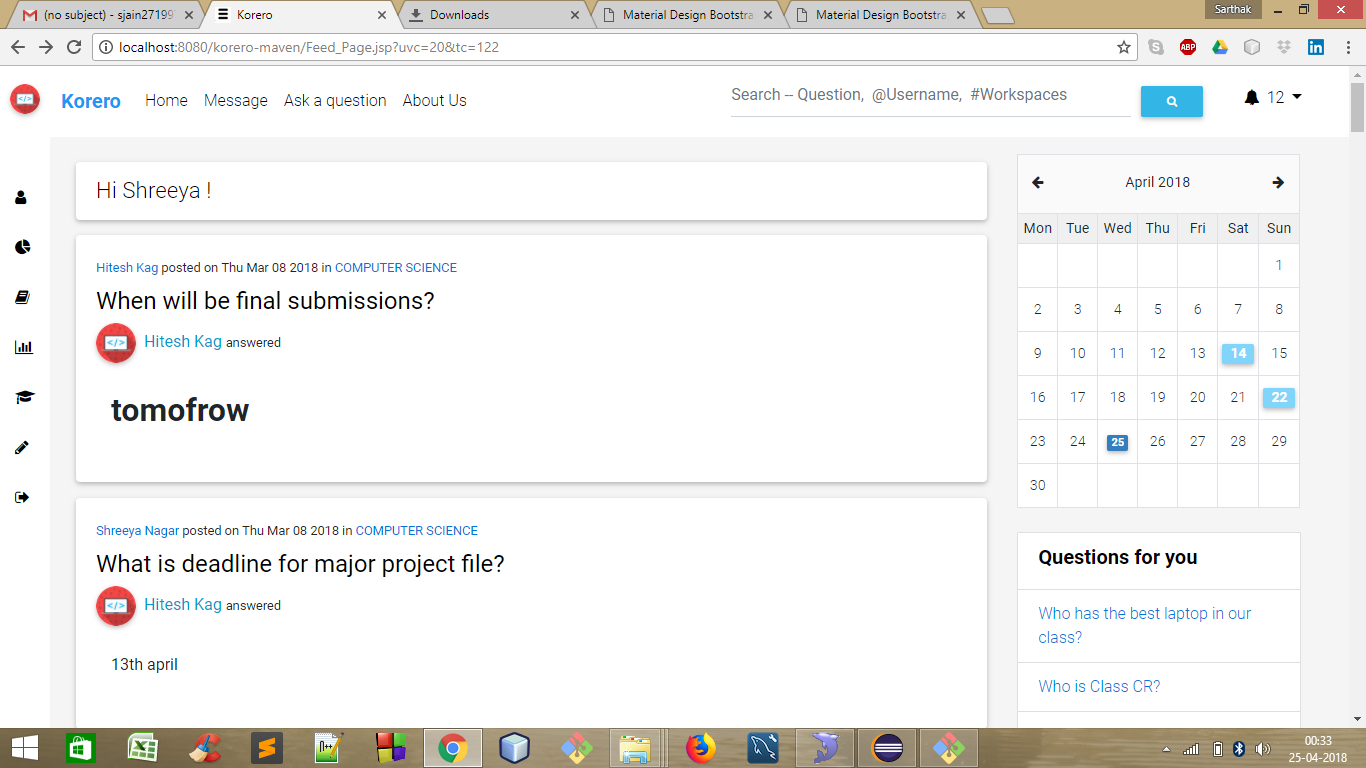 (no subject) - sjain27199
Korero
Downloads
Material Design Bootstra
Material Design Bootstra
Sarthak
localhost:8080/korero-maven/Feed_Page.jsp?uvc=20&tc=122
ABP
Korero Home Message Ask a question About Us
Search -- Question, @Username, #Workspaces
12
Hi Shreeya !
Hitesh Kag posted on Thu Mar 08 2018 in COMPUTER SCIENCE
When will be final submissions?
Hitesh Kag answered
tomofrow
Shreeya Nagar posted on Thu Mar 08 2018 in COMPUTER SCIENCE
What is deadline for major project file?
Hitesh Kag answered
13th april
April 2018
Mon Tue Wed Thu Fri Sat Sun
1
2 3 4 5 6 7 8
9 10 11 12 13 14 15
16 17 18 19 20 21 22
23 24 25 26 27 28 29
30
Questions for you
Who has the best laptop in our
class?
Who is Class CR?
00:33
25-04-2018